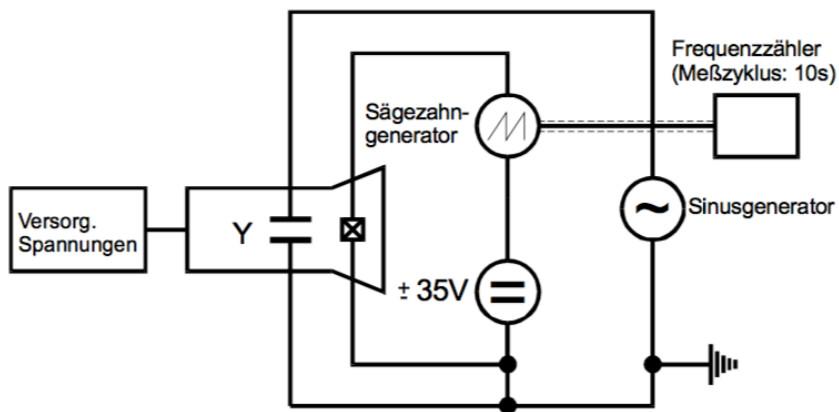 Frequenzzähler
(Meßzyklus: 10s)
Sägezahn-
generator
Versorg.
Spannungen
Y
Sinusgenerator
± 35V